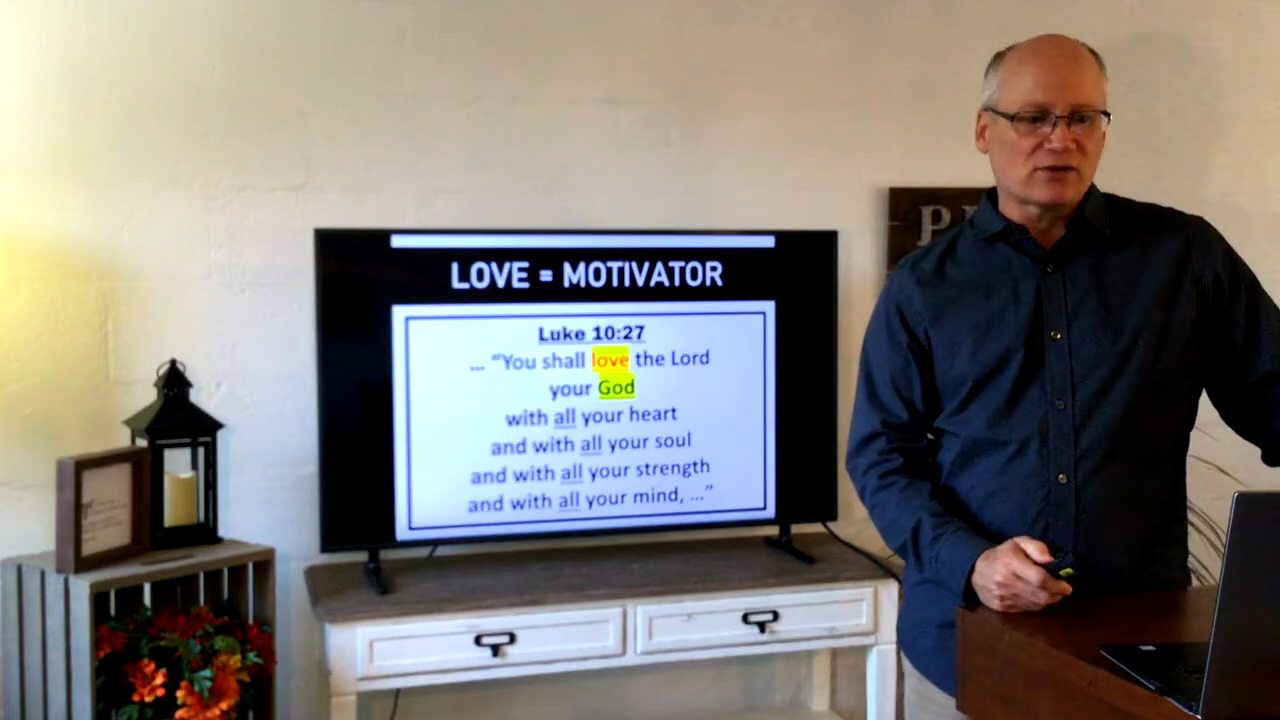 LOVE = MOTIVATOR
Luke 10:27
... “You shall love the Lord
your God
with all your heart
and with all your soul
and with all your strength
and with all your mind, ...”